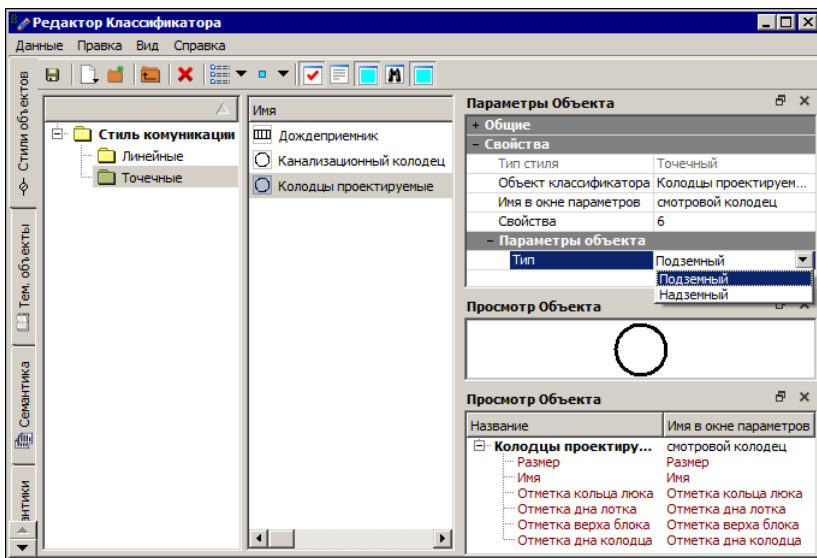 Редактор Классификатора
Данные Правка Вид Справка
Стили объектов
Тем. объекты
Семантика
нтики
Стиль комуникации
Линейные
Точечные
Имя
Дождеприемник
Канализационный колодец
Колодцы проектируемые
Параметры Объекта
+ Общие
- Свойства
Тип стиля Точечный
Объект классификатора Колодцы проектируем...
Имя в окне параметров смотровой колодец
Свойства 6
- Параметры объекта
Тип Подземный
Подземный
Надземный
Просмотр Объекта
Просмотр Объекта
Название Имя в окне параметров
Колодцы проектиру... смотровой колодец
Размер Размер
Имя Имя
Отметка кольца люка Отметка кольца люка
Отметка дна лотка Отметка дна лотка
Отметка верха блока Отметка верха блока
Отметка дна колодца Отметка дна колодца